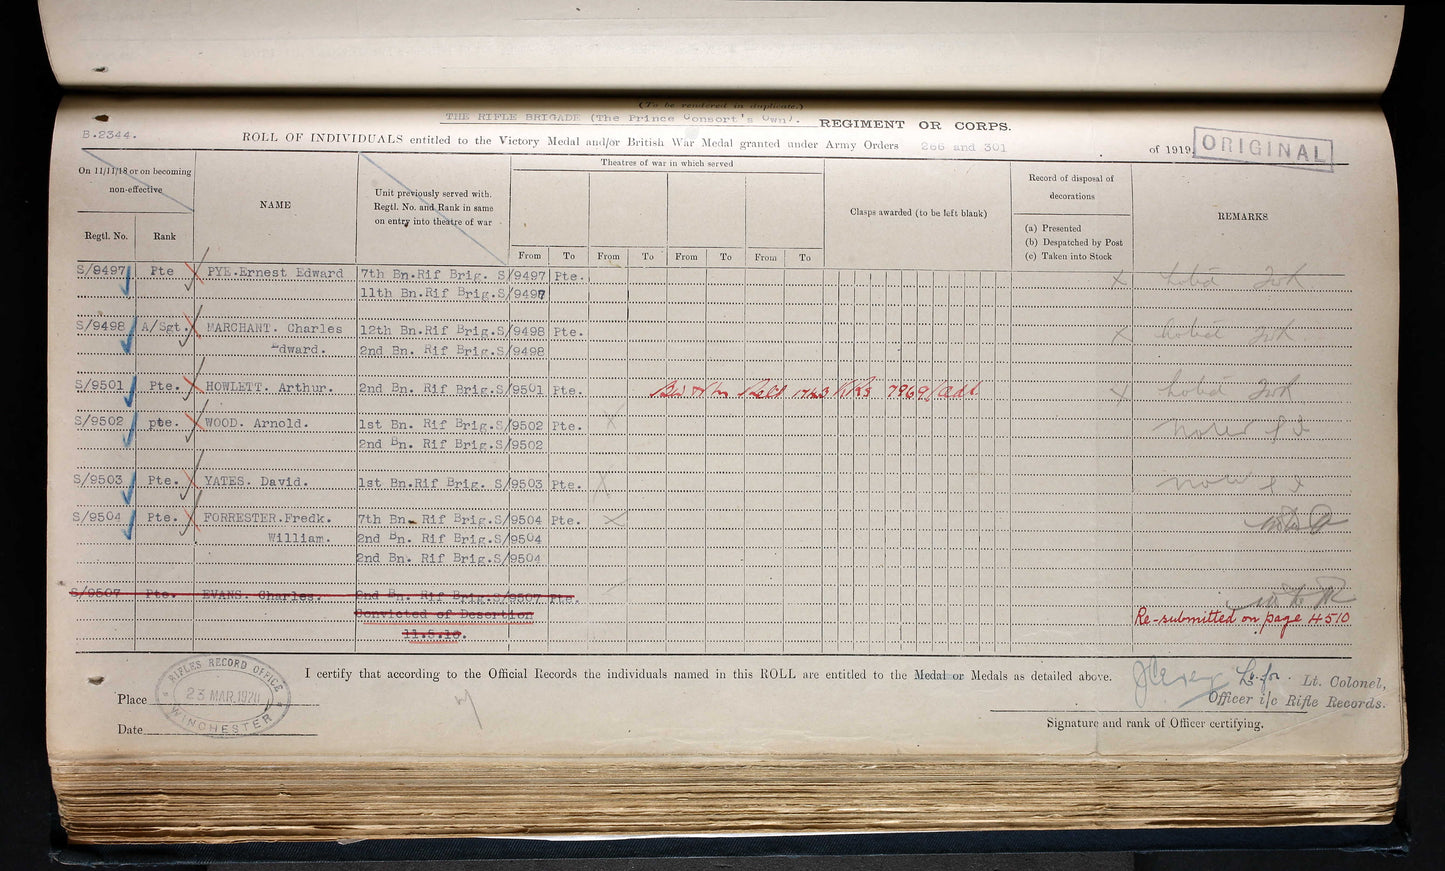 (To be rendered in duplicate.)
THE RIFLE BRIGADE (The Prince Consort's Own). REGIMENT OR CORPS.
B.2344.
ROLL OF INDIVIDUALS entitled to the Victory Medal and/or British War Medal granted under Army Orders 266 and 301 of 1919.
ORIGINAL
On 11/11/18 or on becoming non-effective
Regtl. No. Rank
NAME
Unit previously served with.
Regtl. No. and Rank in same
on entry into theatre of war
Theatres of war in which served
From To From To From To From To
Clasps awarded (to be left blank)
Record of disposal of
decorations
(a) Presented
(b) Despatched by Post
(c) Taken into Stock
REMARKS
S/9497 Pte PYE.Ernest Edward 7th Bn.Rif Brig. S/9497 Pte.
11th Bn.Rif Brig.S/9497
S/9498 A/Sgt. MARCHANT. Charles 12th Bn.Rif Brig.S/9498 Pte.
Edward. 2nd Bn. Rif Brig.S/9498
S/9501 Pte. HOWLETT. Arthur. 2nd Bn. Rif Brig.S/9501 Pte.
S/9502 pte. WOOD. Arnold. 1st Bn. Rif Brig.S/9502 Pte.
2nd Bn. Rif Brig.S/9502
S/9503 Pte. YATES. David. 1st Bn.Rif Brig. S/9503 Pte.
S/9504 Pte. FORRESTER.Fredk. 7th Bn. Rif Brig.S/9504 Pte.
William. 2nd Bn. Rif Brig.S/9504
2nd Bn. Rif Brig.S/9504
S/9507 Pte. EVANS. Charles. 2nd Bn. Rif Brig.S/9507 Pte.
Convicted of Desertion Re-submitted on page 4510
11.5.18.
I certify that according to the Official Records the individuals named in this ROLL are entitled to the Medal or Medals as detailed above.
RIFLES RECORD OFFICE
23 MAR.1920
WINCHESTER
Place
Date
Lt. for Lt. Colonel,
Officer i/c Rifle Records.
Signature and rank of Officer certifying.